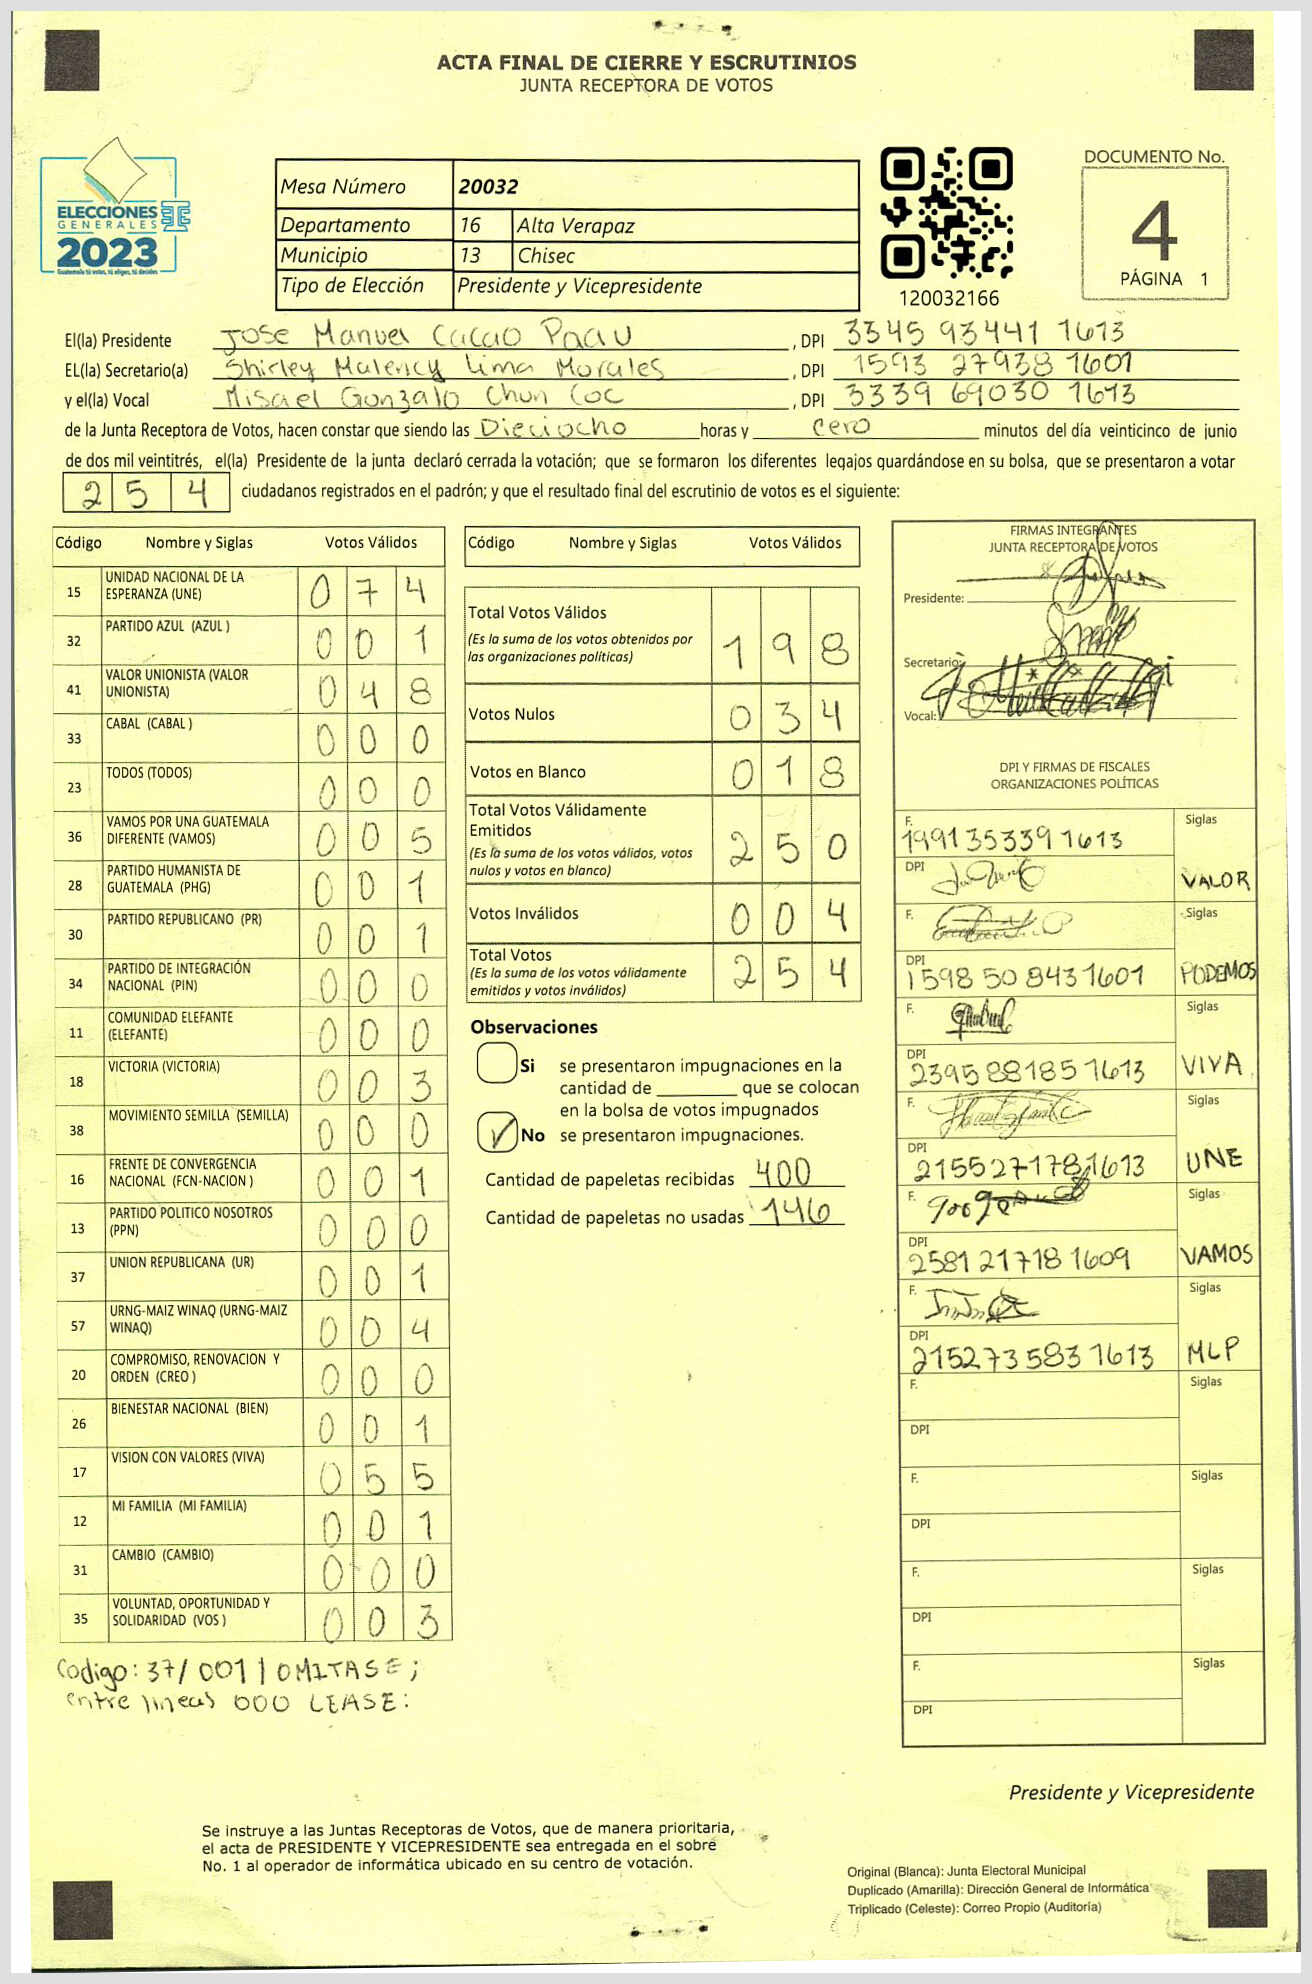 ACTA FINAL DE CIERRE Y ESCRUTINIOS
JUNTA RECEPTORA DE VOTOS
ELECCIONES
GENERALES
2023
Guatemala tú votas, tú eliges, tú decides
Mesa Número 20032
Departamento 16 Alta Verapaz
Municipio 13 Chisec
Tipo de Elección Presidente y Vicepresidente
120032166
DOCUMENTO No.
4
PÁGINA 1
El(la) Presidente Jose Manuel Cacao Paau, DPI 3345 93441 1613
EL(la) Secretario(a) Shirley Malency Lima Morales, DPI 1593 27938 1601
y el(la) Vocal Misael Gonzalo Chun Coc, DPI 3339 69030 1613
de la Junta Receptora de Votos, hacen constar que siendo las Dieciocho horas y cero minutos del día veinticinco de junio
de dos mil veintitrés, el(la) Presidente de la junta declaró cerrada la votación; que se formaron los diferentes legajos guardándose en su bolsa, que se presentaron a votar
2 5 4 ciudadanos registrados en el padrón; y que el resultado final del escrutinio de votos es el siguiente:
Código Nombre y Siglas Votos Válidos
15 UNIDAD NACIONAL DE LA ESPERANZA (UNE) 0 7 4
32 PARTIDO AZUL (AZUL ) 0 0 1
41 VALOR UNIONISTA (VALOR UNIONISTA) 0 4 8
33 CABAL (CABAL ) 0 0 0
23 TODOS (TODOS) 0 0 0
36 VAMOS POR UNA GUATEMALA DIFERENTE (VAMOS) 0 0 5
28 PARTIDO HUMANISTA DE GUATEMALA (PHG) 0 0 1
30 PARTIDO REPUBLICANO (PR) 0 0 1
34 PARTIDO DE INTEGRACIÓN NACIONAL (PIN) 0 0 0
11 COMUNIDAD ELEFANTE (ELEFANTE) 0 0 0
18 VICTORIA (VICTORIA) 0 0 3
38 MOVIMIENTO SEMILLA (SEMILLA) 0 0 0
16 FRENTE DE CONVERGENCIA NACIONAL (FCN-NACION ) 0 0 1
13 PARTIDO POLITICO NOSOTROS (PPN) 0 0 0
37 UNION REPUBLICANA (UR) 0 0 1
57 URNG-MAIZ WINAQ (URNG-MAIZ WINAQ) 0 0 4
20 COMPROMISO, RENOVACION Y ORDEN (CREO ) 0 0 0
26 BIENESTAR NACIONAL (BIEN) 0 0 1
17 VISION CON VALORES (VIVA) 0 5 5
12 MI FAMILIA (MI FAMILIA) 0 0 1
31 CAMBIO (CAMBIO) 0 0 0
35 VOLUNTAD, OPORTUNIDAD Y SOLIDARIDAD (VOS ) 0 0 3
Codigo: 37/ 001 | OMITASE;
entre lineas 000 LEASE:
Código Nombre y Siglas Votos Válidos
Total Votos Válidos 1 9 8
(Es la suma de los votos obtenidos por
las organizaciones políticas)
Votos Nulos 0 3 4
Votos en Blanco 0 1 8
Total Votos Válidamente
Emitidos 2 5 0
(Es la suma de los votos válidos, votos
nulos y votos en blanco)
Votos Inválidos 0 0 4
Total Votos 2 5 4
(Es la suma de los votos válidamente
emitidos y votos inválidos)
Observaciones
Si se presentaron impugnaciones en la
cantidad de ________ que se colocan
en la bolsa de votos impugnados
No se presentaron impugnaciones.
Cantidad de papeletas recibidas 400
Cantidad de papeletas no usadas 146
FIRMAS INTEGRANTES
JUNTA RECEPTORA DE VOTOS
Presidente:
Secretario:
Vocal:
DPI Y FIRMAS DE FISCALES
ORGANIZACIONES POLÍTICAS
F. 199135339 1613 Siglas
DPI VALOR
F. Siglas
DPI 1598 50 843 1601 PODEMOS
F. Siglas
DPI 2395 88185 1613 VIVA
F. Siglas
DPI 2155 27178 1613 UNE
F. Siglas
DPI 2581 21718 1609 VAMOS
F. Siglas
DPI 2152 73583 1613 MLP
F. Siglas
DPI
F. Siglas
DPI
F. Siglas
DPI
F. Siglas
DPI
Presidente y Vicepresidente
Se instruye a las Juntas Receptoras de Votos, que de manera prioritaria,
el acta de PRESIDENTE Y VICEPRESIDENTE sea entregada en el sobre
No. 1 al operador de informática ubicado en su centro de votación.
Original (Blanca): Junta Electoral Municipal
Duplicado (Amarilla): Dirección General de Informática
Triplicado (Celeste): Correo Propio (Auditoría)